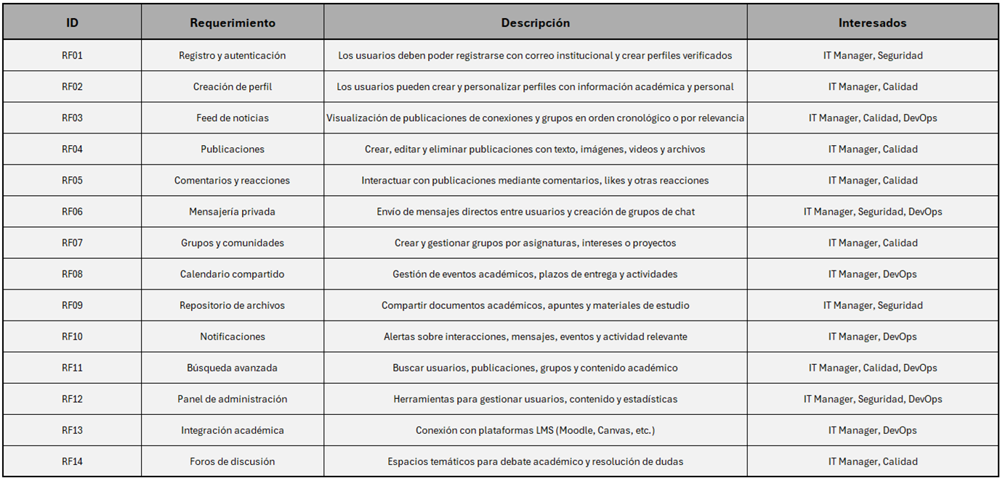 ID Requerimiento Descripción Interesados
RF01 Registro y autenticación Los usuarios deben poder registrarse con correo institucional y crear perfiles verificados IT Manager, Seguridad
RF02 Creación de perfil Los usuarios pueden crear y personalizar perfiles con información académica y personal IT Manager, Calidad
RF03 Feed de noticias Visualización de publicaciones de conexiones y grupos en orden cronológico o por relevancia IT Manager, Calidad, DevOps
RF04 Publicaciones Crear, editar y eliminar publicaciones con texto, imágenes, videos y archivos IT Manager, Calidad
RF05 Comentarios y reacciones Interactuar con publicaciones mediante comentarios, likes y otras reacciones IT Manager, Calidad
RF06 Mensajería privada Envío de mensajes directos entre usuarios y creación de grupos de chat IT Manager, Seguridad, DevOps
RF07 Grupos y comunidades Crear y gestionar grupos por asignaturas, intereses o proyectos IT Manager, Calidad
RF08 Calendario compartido Gestión de eventos académicos, plazos de entrega y actividades IT Manager, DevOps
RF09 Repositorio de archivos Compartir documentos académicos, apuntes y materiales de estudio IT Manager, Seguridad
RF10 Notificaciones Alertas sobre interacciones, mensajes, eventos y actividad relevante IT Manager, DevOps
RF11 Búsqueda avanzada Buscar usuarios, publicaciones, grupos y contenido académico IT Manager, Calidad, DevOps
RF12 Panel de administración Herramientas para gestionar usuarios, contenido y estadísticas IT Manager, Seguridad, DevOps
RF13 Integración académica Conexión con plataformas LMS (Moodle, Canvas, etc.) IT Manager, DevOps
RF14 Foros de discusión Espacios temáticos para debate académico y resolución de dudas IT Manager, Calidad